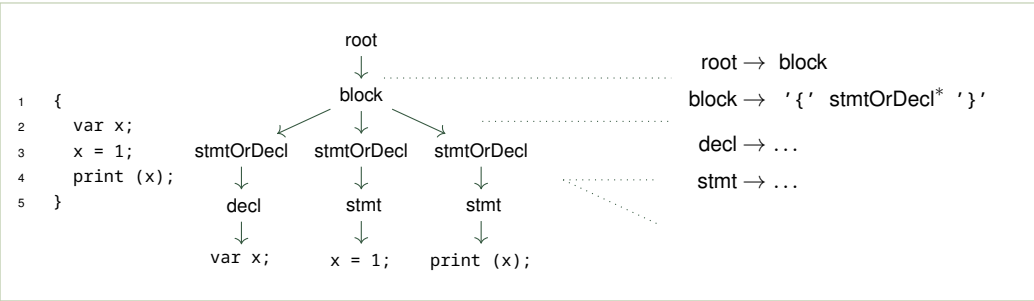 1 {
2 var x;
3 x = 1;
4 print (x);
5 }
root
block
stmtOrDecl stmtOrDecl stmtOrDecl
decl stmt stmt
var x; x = 1; print (x);
root → block
block → '{' stmtOrDecl* '}'
decl → ...
stmt → ...